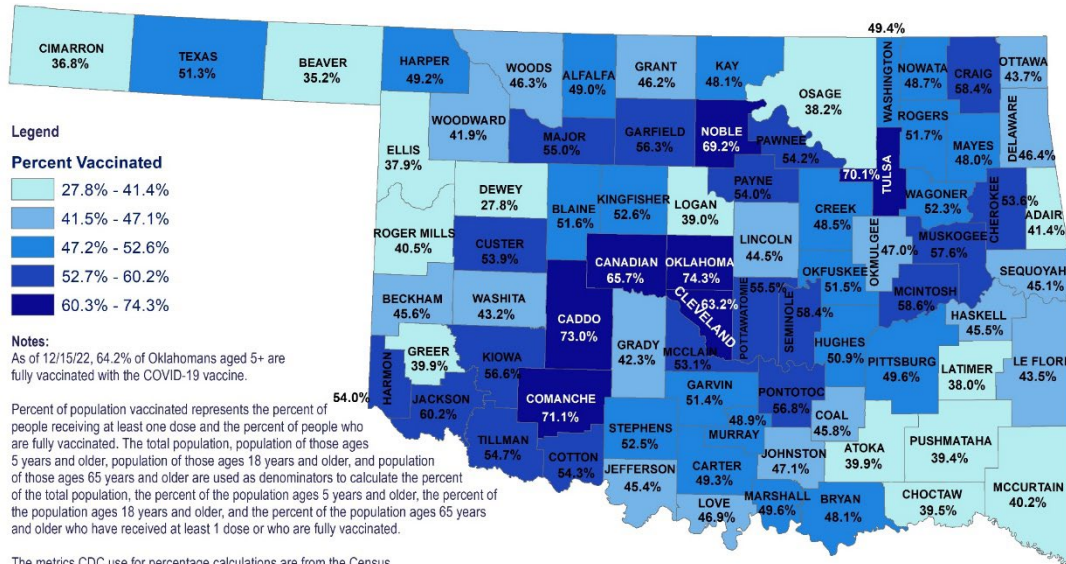 49.4%
CIMARRON
36.8%
TEXAS
51.3%
BEAVER
35.2%
HARPER
49.2%
WOODS
46.3%
ALFALFA
49.0%
GRANT
46.2%
KAY
48.1%
OSAGE
38.2%
WASHINGTON
NOWATA
48.7%
CRAIG
58.4%
OTTAWA
43.7%
WOODWARD
41.9%
MAJOR
55.0%
GARFIELD
56.3%
NOBLE
69.2%
PAWNEE
54.2%
70.1%
TULSA
ROGERS
51.7%
MAYES
48.0%
DELAWARE
46.4%
ELLIS
37.9%
DEWEY
27.8%
BLAINE
51.6%
KINGFISHER
52.6%
LOGAN
39.0%
PAYNE
54.0%
CREEK
48.5%
WAGONER
52.3%
CHEROKEE
53.6%
ADAIR
41.4%
ROGER MILLS
40.5%
CUSTER
53.9%
CANADIAN
65.7%
OKLAHOMA
74.3%
LINCOLN
44.5%
OKMULGEE
47.0%
MUSKOGEE
57.6%
SEQUOYAH
45.1%
BECKHAM
45.6%
WASHITA
43.2%
CADDO
73.0%
63.2%
CLEVELAND
55.5%
POTTAWATOMIE
58.4%
SEMINOLE
OKFUSKEE
51.5%
MCINTOSH
58.6%
HASKELL
45.5%
GREER
39.9%
KIOWA
56.6%
GRADY
42.3%
MCCLAIN
53.1%
HUGHES
50.9%
PITTSBURG
49.6%
LATIMER
38.0%
LE FLORE
43.5%
54.0%
HARMON
JACKSON
60.2%
COMANCHE
71.1%
GARVIN
51.4%
PONTOTOC
56.8%
COAL
45.8%
TILLMAN
54.7%
COTTON
54.3%
STEPHENS
52.5%
48.9%
MURRAY
JOHNSTON
47.1%
ATOKA
39.9%
PUSHMATAHA
39.4%
MCCURTAIN
40.2%
JEFFERSON
45.4%
CARTER
49.3%
LOVE
46.9%
MARSHALL
49.6%
BRYAN
48.1%
CHOCTAW
39.5%
Legend
Percent Vaccinated
27.8% - 41.4%
41.5% - 47.1%
47.2% - 52.6%
52.7% - 60.2%
60.3% - 74.3%
Notes:
As of 12/15/22, 64.2% of Oklahomans aged 5+ are
fully vaccinated with the COVID-19 vaccine.
Percent of population vaccinated represents the percent of
people receiving at least one dose and the percent of people who
are fully vaccinated. The total population, population of those ages
5 years and older, population of those ages 18 years and older, and population
of those ages 65 years and older are used as denominators to calculate the percent
of the total population, the percent of the population ages 5 years and older, the percent of
the population ages 18 years and older, and the percent of the population ages 65 years
and older who have received at least 1 dose or who are fully vaccinated.
The metrics CDC use for percentage calculations are from the Census